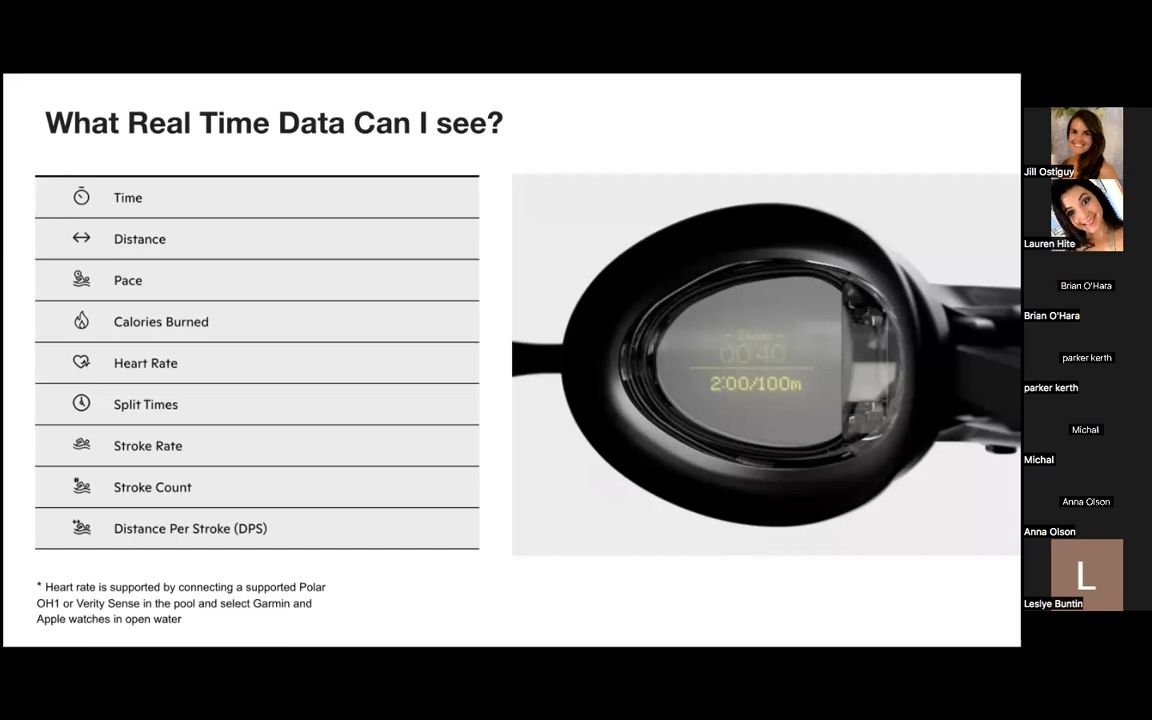 What Real Time Data Can I see?
Time
Distance
Pace
Calories Burned
Heart Rate
Split Times
Stroke Rate
Stroke Count
Distance Per Stroke (DPS)
* Heart rate is supported by connecting a supported Polar
OH1 or Verity Sense in the pool and select Garmin and
Apple watches in open water
00:40
2:00/100m
Jill Ostiguy
Lauren Hite
Brian O'Hara
Brian O'Hara
parker kerth
parker kerth
Michal
Michal
Anna Olson
Anna Olson
L
Leslye Buntin